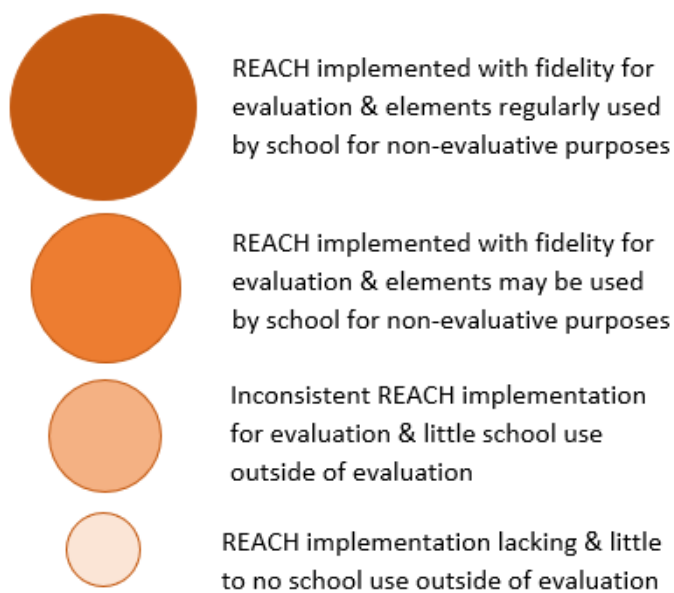 REACH implemented with fidelity for
evaluation & elements regularly used
by school for non-evaluative purposes
REACH implemented with fidelity for
evaluation & elements may be used
by school for non-evaluative purposes
Inconsistent REACH implementation
for evaluation & little school use
outside of evaluation
REACH implementation lacking & little
to no school use outside of evaluation